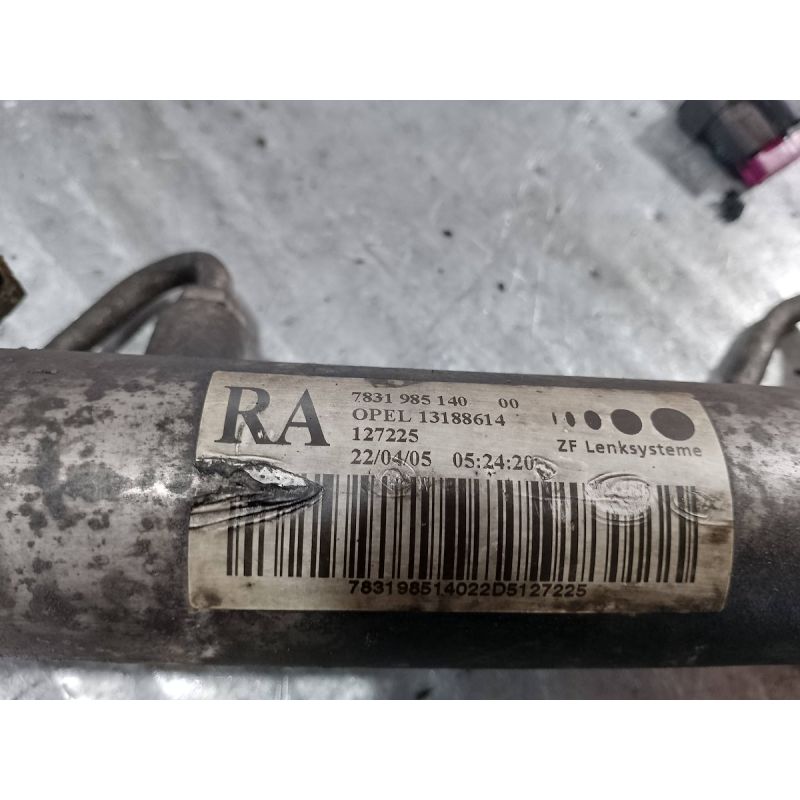 RA
7831 985 140 00
OPEL 13188614
127225
22/04/05 05:24:20
ZF Lenksysteme
783198514022D5127225